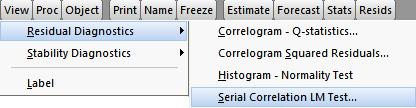 View Proc Object Print Name Freeze Estimate Forecast Stats Resids
Residual Diagnostics
Stability Diagnostics
Label
Correlogram - Q-statistics...
Correlogram Squared Residuals...
Histogram - Normality Test
Serial Correlation LM Test...